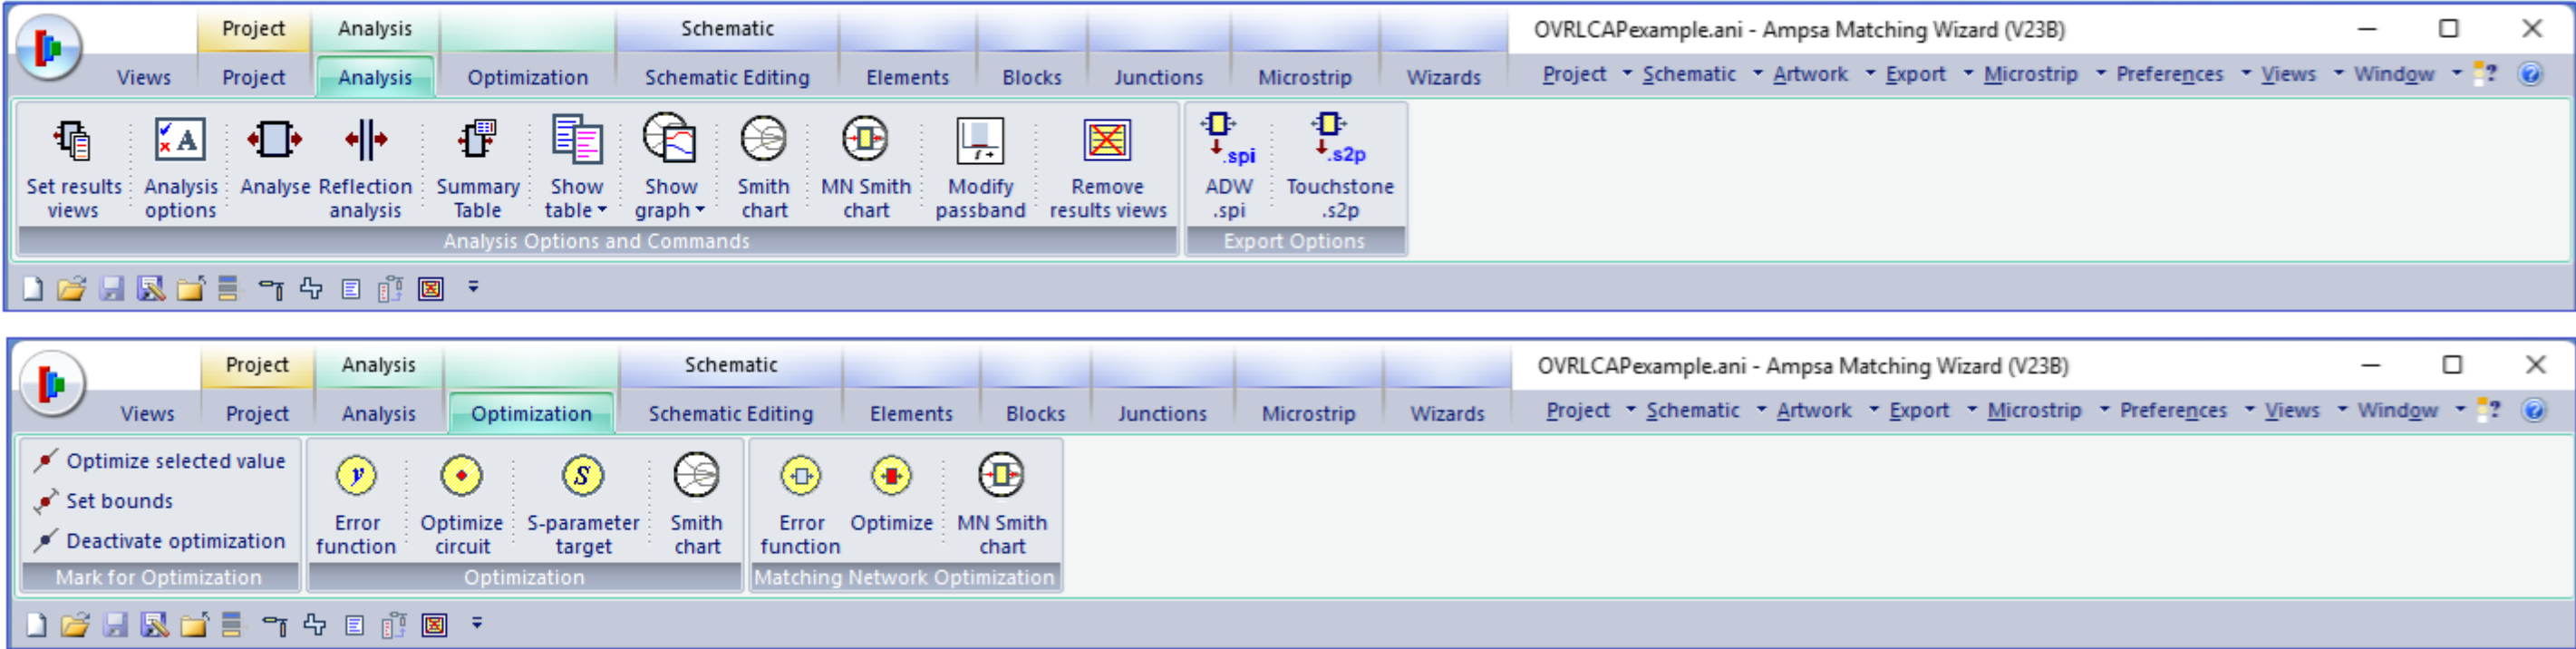 Project Analysis Schematic OVRLCAPexample.ani - Ampsa Matching Wizard (V23B)
Views Project Analysis Optimization Schematic Editing Elements Blocks Junctions Microstrip Wizards Project Schematic Artwork Export Microstrip Preferences Views Window ?
A
f
.spi .s2p
Set results Analysis Analyse Reflection Summary Show Show Smith MN Smith Modify Remove ADW Touchstone
views options analysis Table table graph chart chart passband results views .spi .s2p
Analysis Options and Commands Export Options
Project Analysis Schematic OVRLCAPexample.ani - Ampsa Matching Wizard (V23B)
Views Project Analysis Optimization Schematic Editing Elements Blocks Junctions Microstrip Wizards Project Schematic Artwork Export Microstrip Preferences Views Window ?
Optimize selected value
Set bounds
Deactivate optimization
y S
Error Optimize S-parameter Smith Error Optimize MN Smith
function circuit target chart function chart
Mark for Optimization Optimization Matching Network Optimization